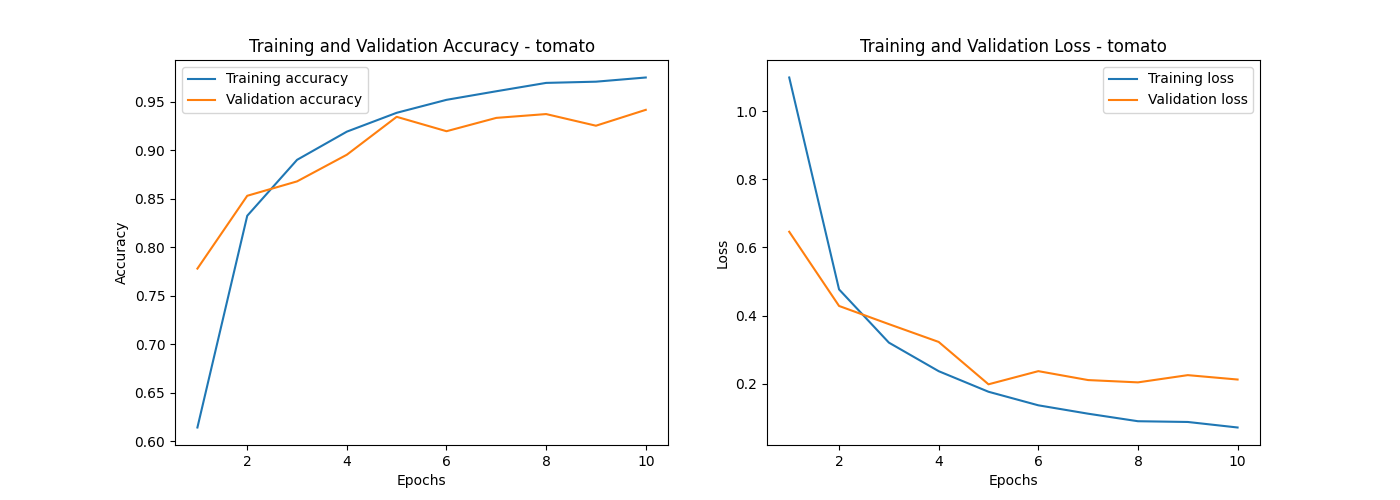 Training and Validation Accuracy - tomato
Training accuracy
Validation accuracy
0.95
0.90
0.85
0.80
0.75
0.70
0.65
0.60
Accuracy
2 4 6 8 10
Epochs
Training and Validation Loss - tomato
Training loss
Validation loss
1.0
0.8
0.6
0.4
0.2
Loss
2 4 6 8 10
Epochs